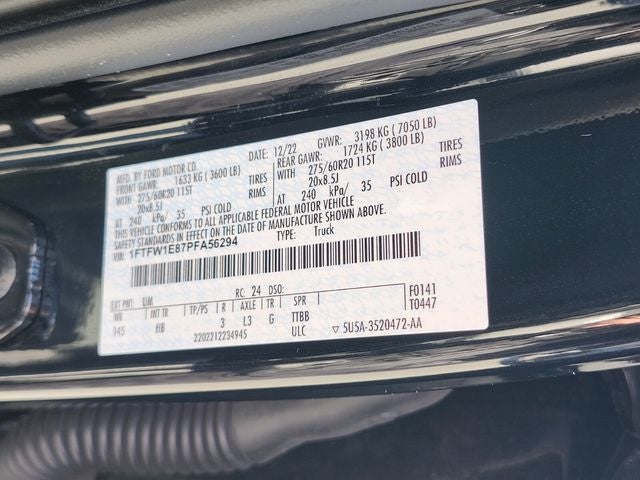 MFD. BY FORD MOTOR CO.
DATE: 12/22 GVWR: 3198 KG ( 7050 LB)
FRONT GAWR: 1633 KG ( 3600 LB) REAR GAWR: 1724 KG ( 3800 LB)
WITH 275/60R20 115T TIRES WITH 275/60R20 115T TIRES
20x8.5J RIMS 20x8.5J RIMS
AT 240 kPa/ 35 PSI COLD AT 240 kPa/ 35 PSI COLD
THIS VEHICLE CONFORMS TO ALL APPLICABLE FEDERAL MOTOR VEHICLE
SAFETY STANDARDS IN EFFECT ON THE DATE OF MANUFACTURE SHOWN ABOVE.
VIN: 1FTFW1E87PFA56294
TYPE: Truck
EXT PNT: UM RC: 24 DSO: F0141
WB INT TR TP/PS R AXLE TR SPR T0447
145 HB 3 L3 G TTBB
2202212234945 ULC ▽ 5U5A-3520472-AA